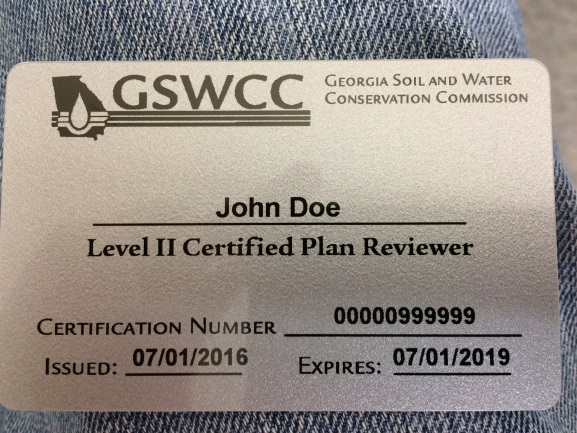 GSWCC
Georgia Soil and Water
Conservation Commission
John Doe
Level II Certified Plan Reviewer
Certification Number 00000999999
Issued: 07/01/2016 Expires: 07/01/2019